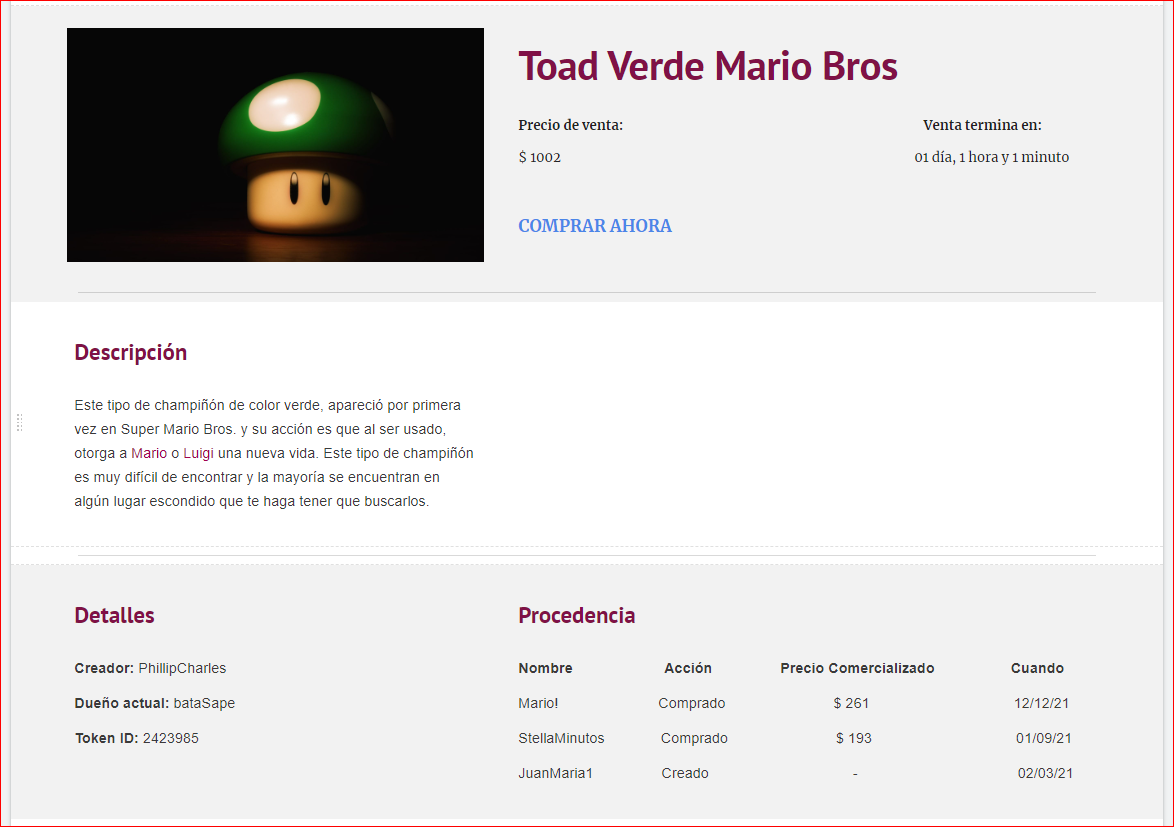 Toad Verde Mario Bros
Precio de venta: Venta termina en:
$ 1002 01 día, 1 hora y 1 minuto
COMPRAR AHORA
Descripción
Este tipo de champiñón de color verde, apareció por primera
vez en Super Mario Bros. y su acción es que al ser usado,
otorga a Mario o Luigi una nueva vida. Este tipo de champiñón
es muy difícil de encontrar y la mayoría se encuentran en
algún lugar escondido que te haga tener que buscarlos.
Detalles
Creador: PhillipCharles
Dueño actual: bataSape
Token ID: 2423985
Procedencia
Nombre Acción Precio Comercializado Cuando
Mario! Comprado $ 261 12/12/21
StellaMinutos Comprado $ 193 01/09/21
JuanMaria1 Creado - 02/03/21